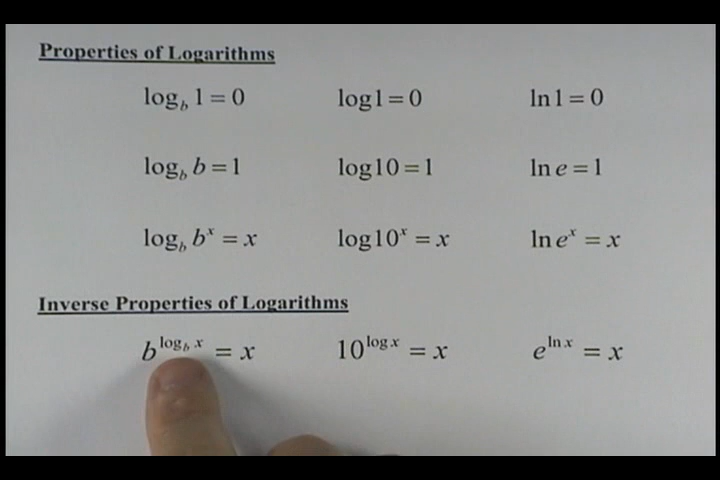 Properties of Logarithms
log_b 1 = 0    log 1 = 0    ln 1 = 0
log_b b = 1    log 10 = 1    ln e = 1
log_b b^x = x    log 10^x = x    ln e^x = x
Inverse Properties of Logarithms
b^(log_b x) = x    10^(log x) = x    e^(ln x) = x